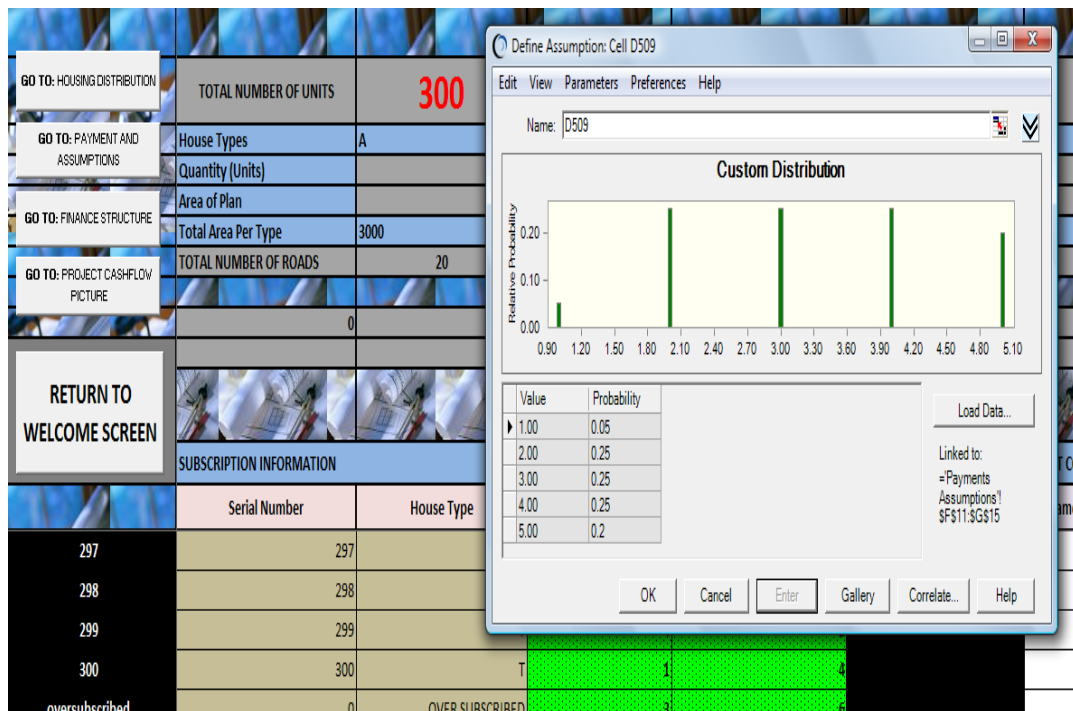 GO TO: HOUSING DISTRIBUTION
GO TO: PAYMENT AND
ASSUMPTIONS
GO TO: FINANCE STRUCTURE
GO TO: PROJECT CASHFLOW
PICTURE
RETURN TO
WELCOME SCREEN
TOTAL NUMBER OF UNITS 300
House Types A
Quantity (Units)
Area of Plan
Total Area Per Type 3000
TOTAL NUMBER OF ROADS 20
0
SUBSCRIPTION INFORMATION
Serial Number House Type
297 297
298 298
299 299
300 300 T 1 4
oversubscribed 0 OVER SUBSCRIBED 3 6
Define Assumption: Cell D509
Edit View Parameters Preferences Help
Name: D509
Custom Distribution
Relative Probability
0.20
0.10
0.00
0.90 1.20 1.50 1.80 2.10 2.40 2.70 3.00 3.30 3.60 3.90 4.20 4.50 4.80 5.10
Value Probability
1.00 0.05
2.00 0.25
3.00 0.25
4.00 0.25
5.00 0.2
Load Data...
Linked to:
='Payments
Assumptions'!
$F$11:$G$15
OK Cancel Enter Gallery Correlate... Help